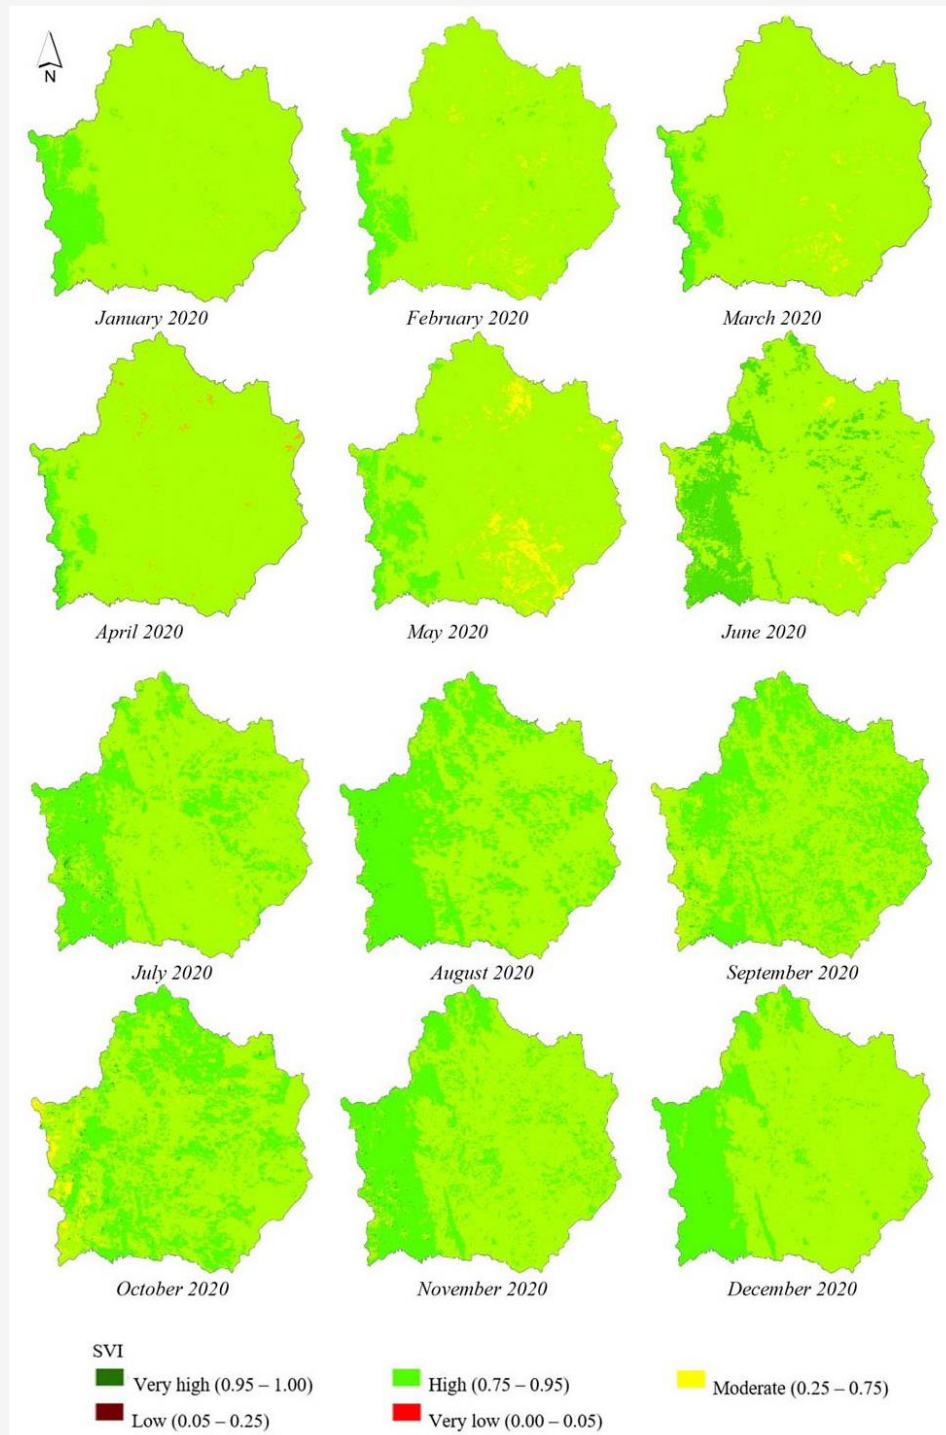 N
January 2020
February 2020
March 2020
April 2020
May 2020
June 2020
July 2020
August 2020
September 2020
October 2020
November 2020
December 2020
SVI
Very high (0.95 – 1.00)
High (0.75 – 0.95)
Moderate (0.25 – 0.75)
Low (0.05 – 0.25)
Very low (0.00 – 0.05)